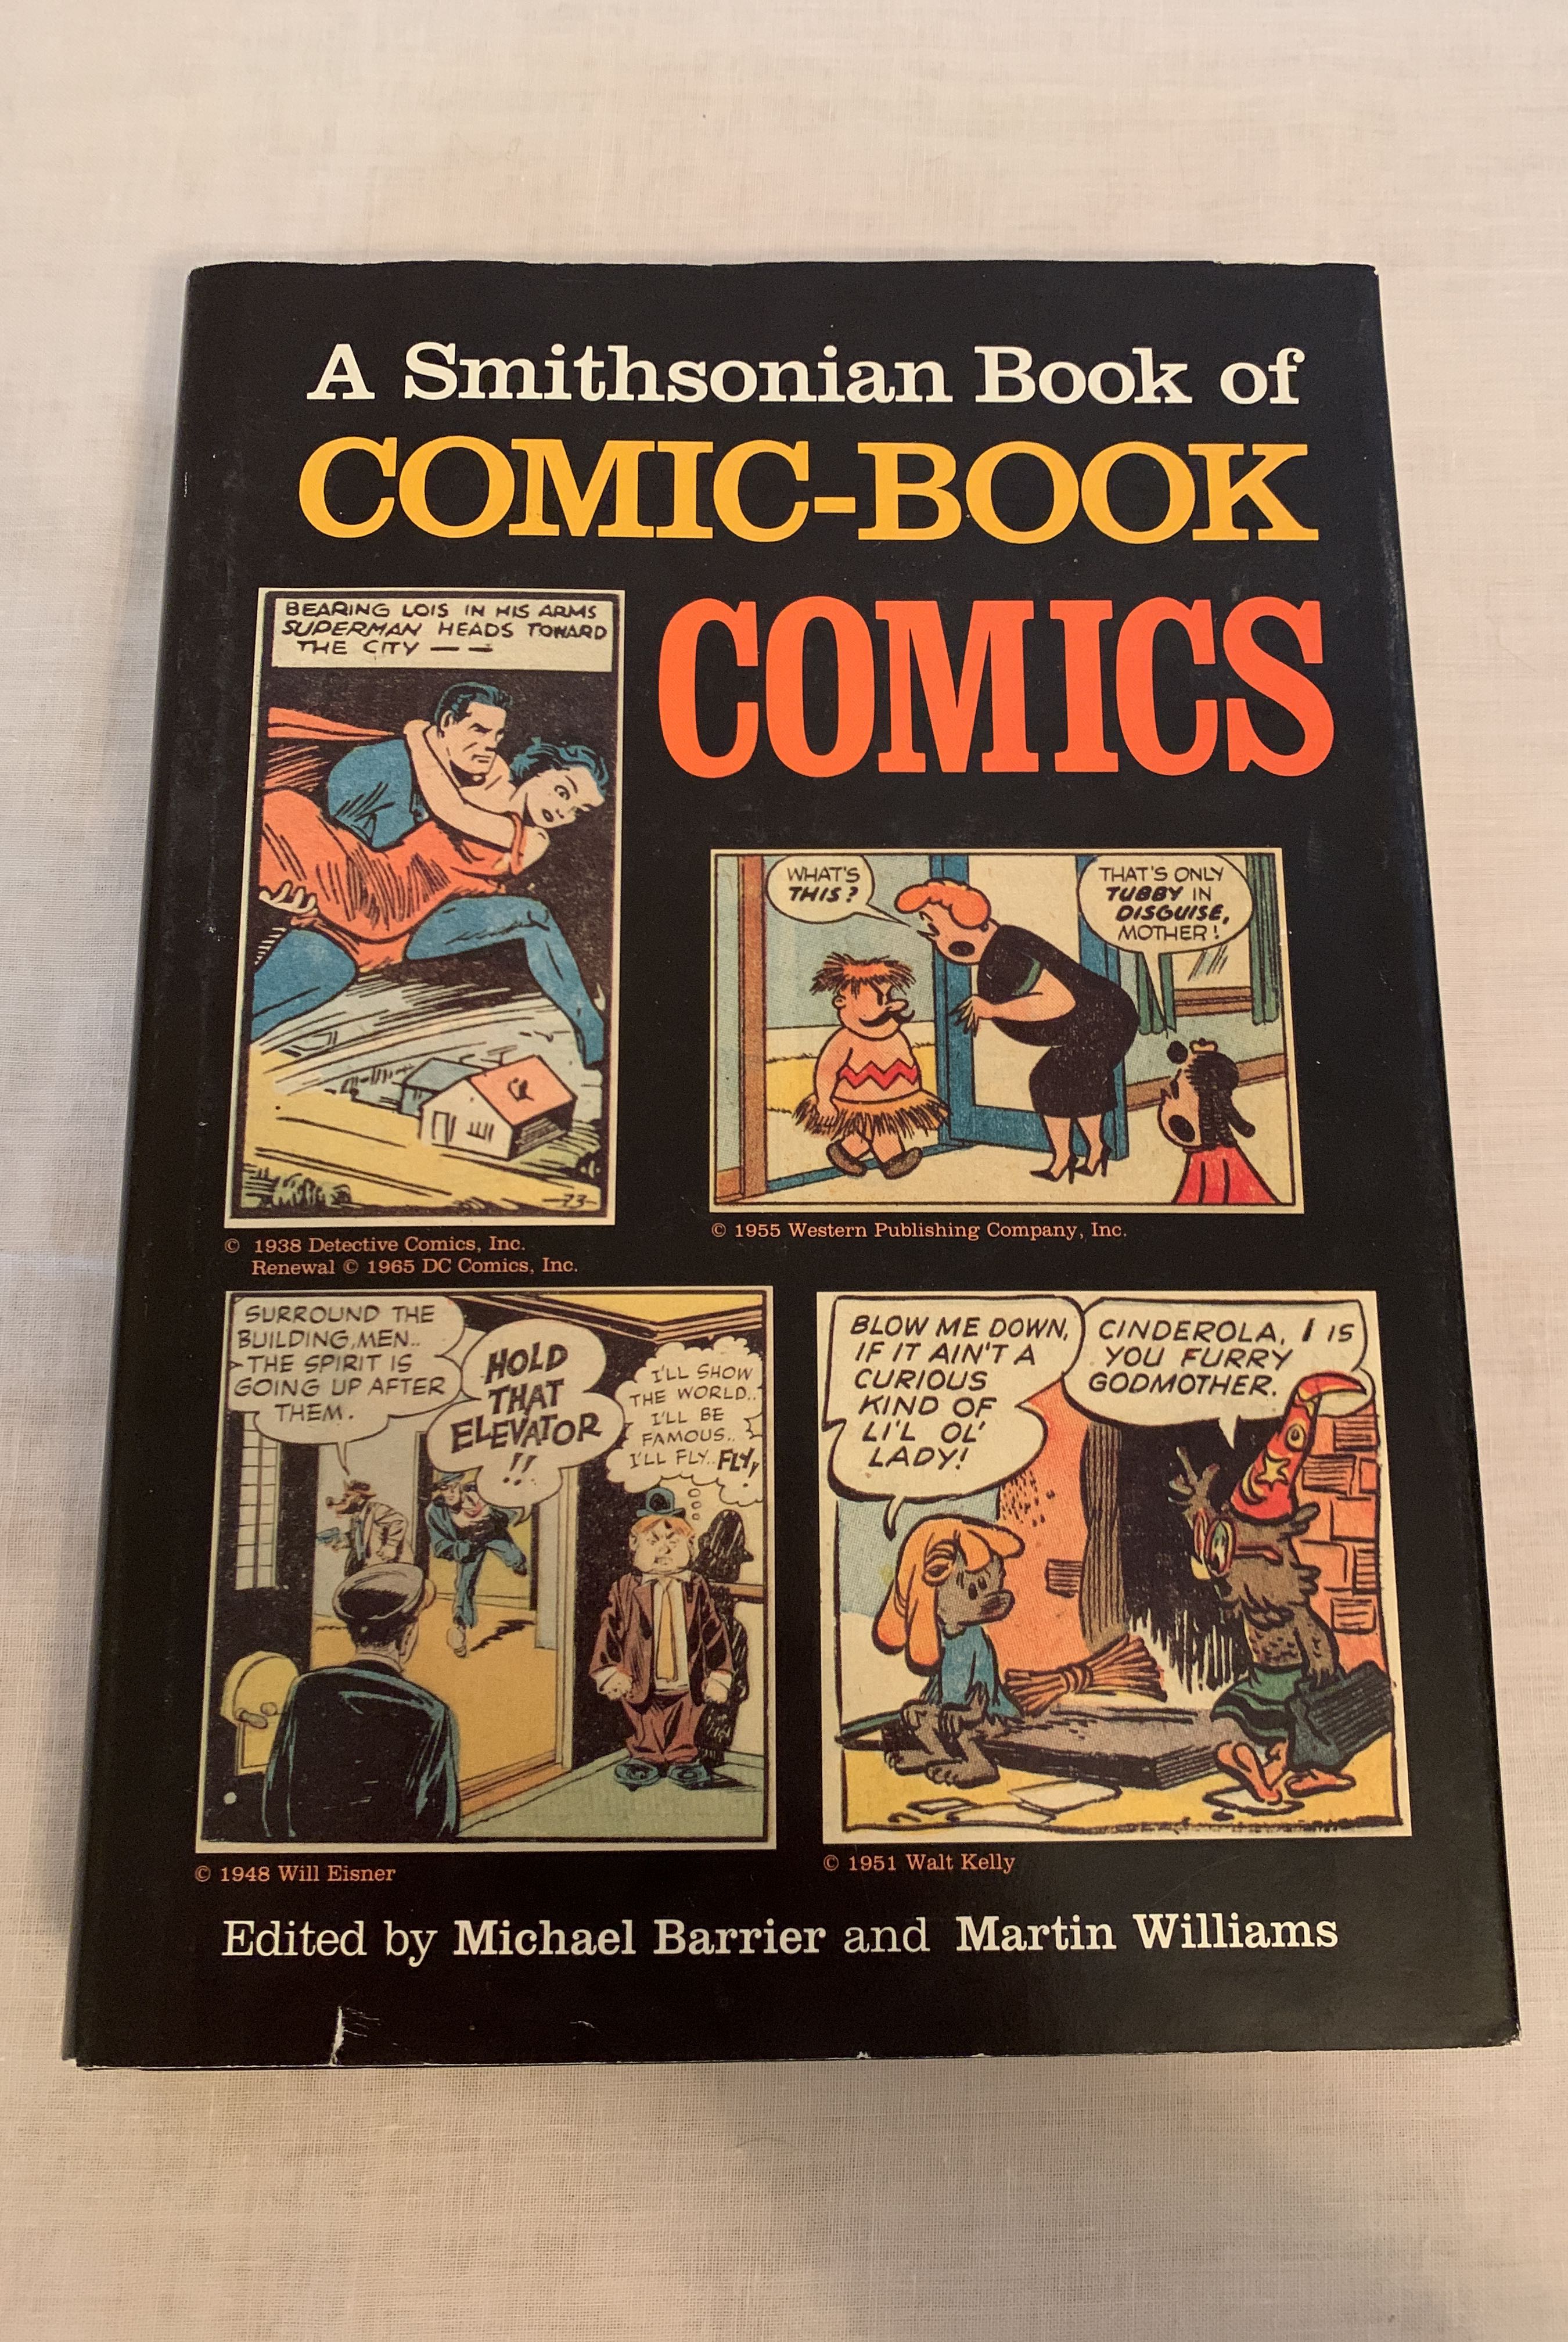 A Smithsonian Book of
COMIC-BOOK
COMICS
BEARING LOIS IN HIS ARMS
SUPERMAN HEADS TOWARD
THE CITY — —
73
© 1938 Detective Comics, Inc.
Renewal © 1965 DC Comics, Inc.
WHAT'S
THIS?
THAT'S ONLY
TUBBY IN
DISGUISE,
MOTHER!
© 1955 Western Publishing Company, Inc.
SURROUND THE
BUILDING, MEN..
THE SPIRIT IS
GOING UP AFTER
THEM.
HOLD
THAT
ELEVATOR
!!
I'LL SHOW
THE WORLD..
I'LL BE
FAMOUS..
I'LL FLY.. FLY!
© 1948 Will Eisner
BLOW ME DOWN,
IF IT AIN'T A
CURIOUS
KIND OF
LI'L OL'
LADY!
CINDEROLA, I IS
YOU FURRY
GODMOTHER.
© 1951 Walt Kelly
Edited by Michael Barrier and Martin Williams